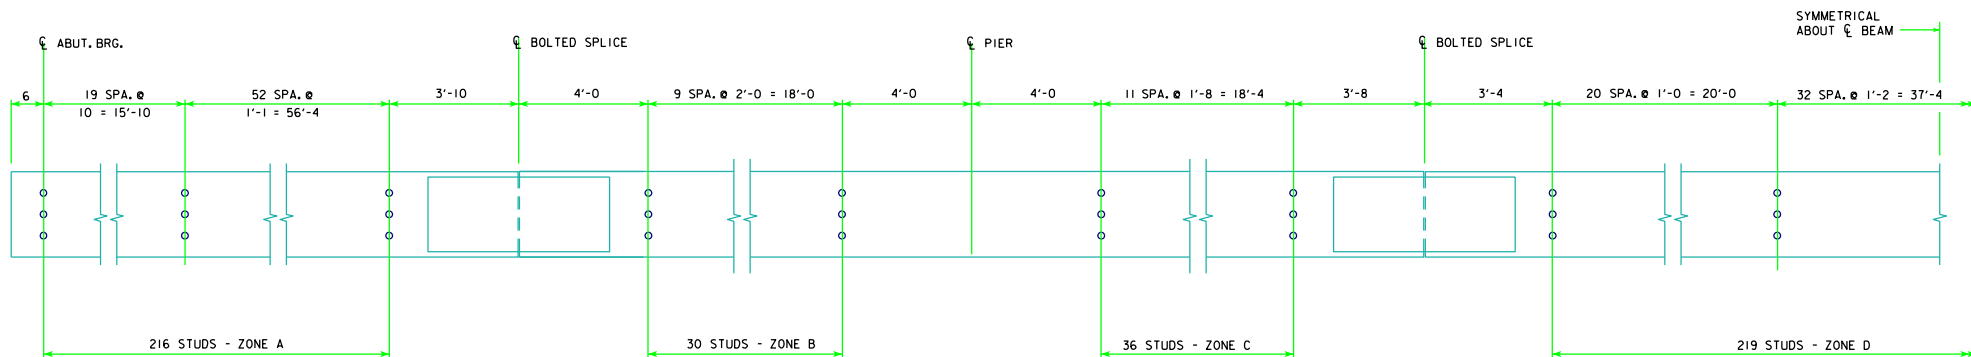 SYMMETRICAL
ABOUT ℄ BEAM
℄ ABUT. BRG.
℄ BOLTED SPLICE
℄ PIER
℄ BOLTED SPLICE
6
19 SPA. @
10 = 15'-10
52 SPA. @
1'-1 = 56'-4
3'-10
4'-0
9 SPA. @ 2'-0 = 18'-0
4'-0
4'-0
11 SPA. @ 1'-8 = 18'-4
3'-8
3'-4
20 SPA. @ 1'-0 = 20'-0
32 SPA. @ 1'-2 = 37'-4
216 STUDS - ZONE A
30 STUDS - ZONE B
36 STUDS - ZONE C
219 STUDS - ZONE D